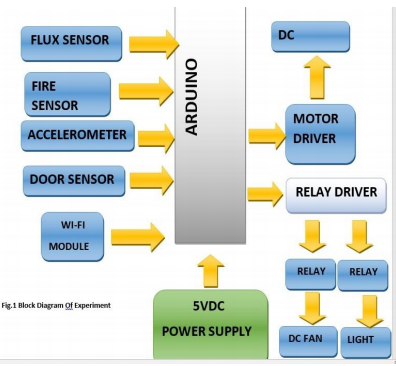 FLUX SENSOR
FIRE
SENSOR
ACCELEROMETER
DOOR SENSOR
WI-FI
MODULE
ARDUINO
DC
MOTOR
DRIVER
RELAY DRIVER
RELAY
RELAY
DC FAN
LIGHT
5VDC
POWER SUPPLY
Fig.1 Block Diagram Of Experiment